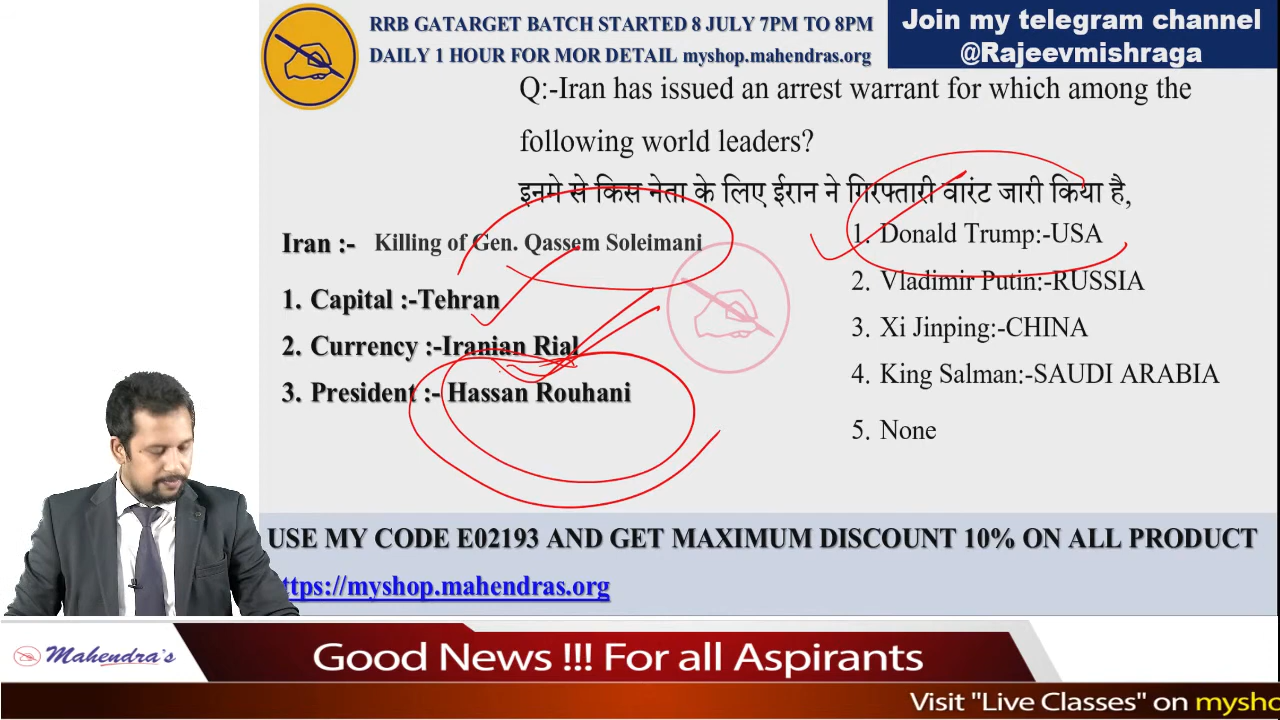 RRB GATARGET BATCH STARTED 8 JULY 7PM TO 8PM
DAILY 1 HOUR FOR MOR DETAIL myshop.mahendras.org
Join my telegram channel
@Rajeevmishraga
Q:-Iran has issued an arrest warrant for which among the
following world leaders?
इनमे से किस नेता के लिए ईरान ने गिरफ्तारी वारंट जारी किया है,
Iran :- Killing of Gen. Qassem Soleimani
1. Capital :-Tehran
2. Currency :-Iranian Rial
3. President :- Hassan Rouhani
1. Donald Trump:-USA
2. Vladimir Putin:-RUSSIA
3. Xi Jinping:-CHINA
4. King Salman:-SAUDI ARABIA
5. None
USE MY CODE E02193 AND GET MAXIMUM DISCOUNT 10% ON ALL PRODUCT
ttps://myshop.mahendras.org
Mahendra's
Good News !!! For all Aspirants
Visit "Live Classes" on mysho